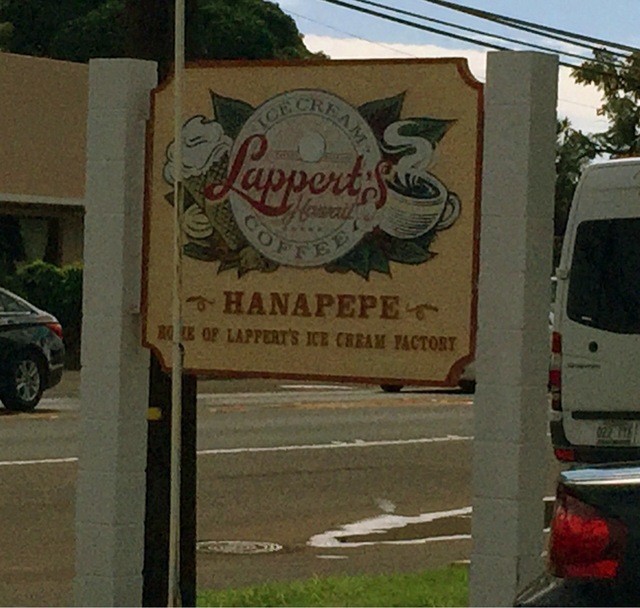 ICE CREAM
Lappert's
Hawaii
COFFEE
HANAPEPE
HOME OF LAPPERT'S ICE CREAM FACTORY